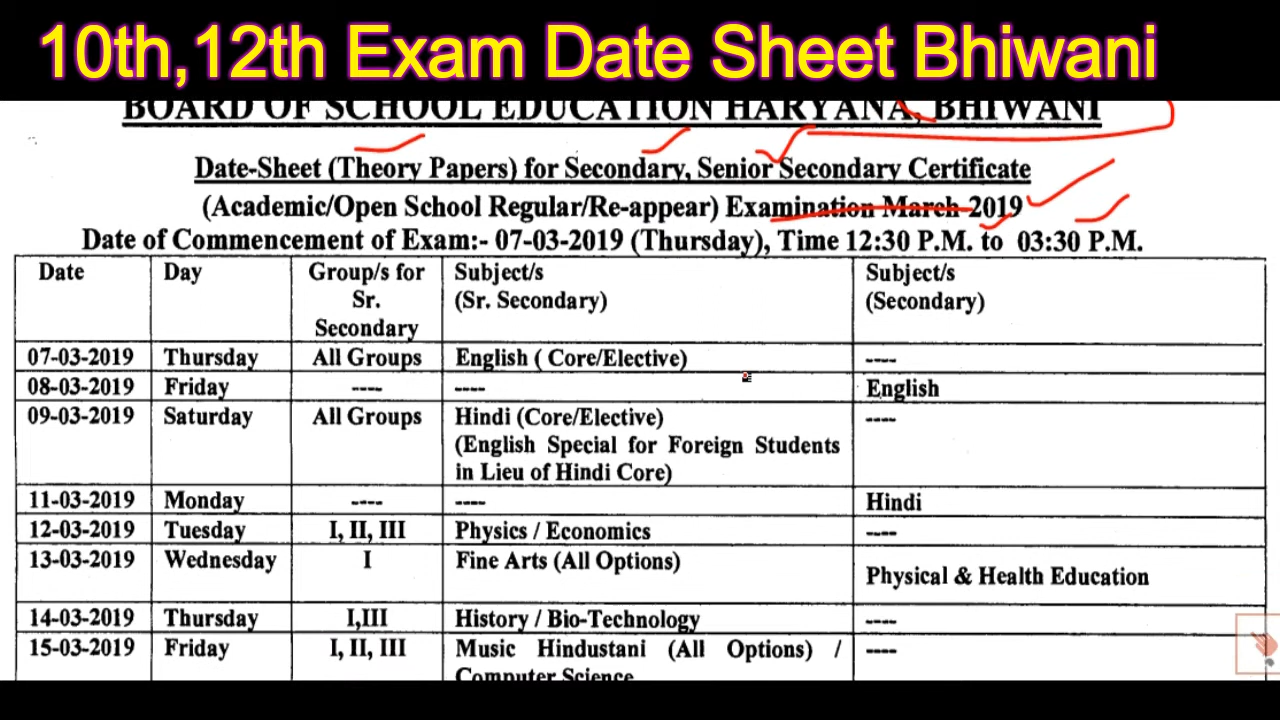 10th,12th Exam Date Sheet Bhiwani
BOARD OF SCHOOL EDUCATION HARYANA, BHIWANI
Date-Sheet (Theory Papers) for Secondary, Senior Secondary Certificate
(Academic/Open School Regular/Re-appear) Examination March 2019
Date of Commencement of Exam:- 07-03-2019 (Thursday), Time 12:30 P.M. to 03:30 P.M.
Date Day Group/s for Subject/s Subject/s
Sr. (Sr. Secondary) (Secondary)
Secondary
07-03-2019 Thursday All Groups English ( Core/Elective) ----
08-03-2019 Friday ---- ---- English
09-03-2019 Saturday All Groups Hindi (Core/Elective) ----
(English Special for Foreign Students
in Lieu of Hindi Core)
11-03-2019 Monday ---- ---- Hindi
12-03-2019 Tuesday I, II, III Physics / Economics ----
13-03-2019 Wednesday I Fine Arts (All Options)
Physical & Health Education
14-03-2019 Thursday I,III History / Bio-Technology ----
15-03-2019 Friday I, II, III Music Hindustani (All Options) / ----
Computer Science